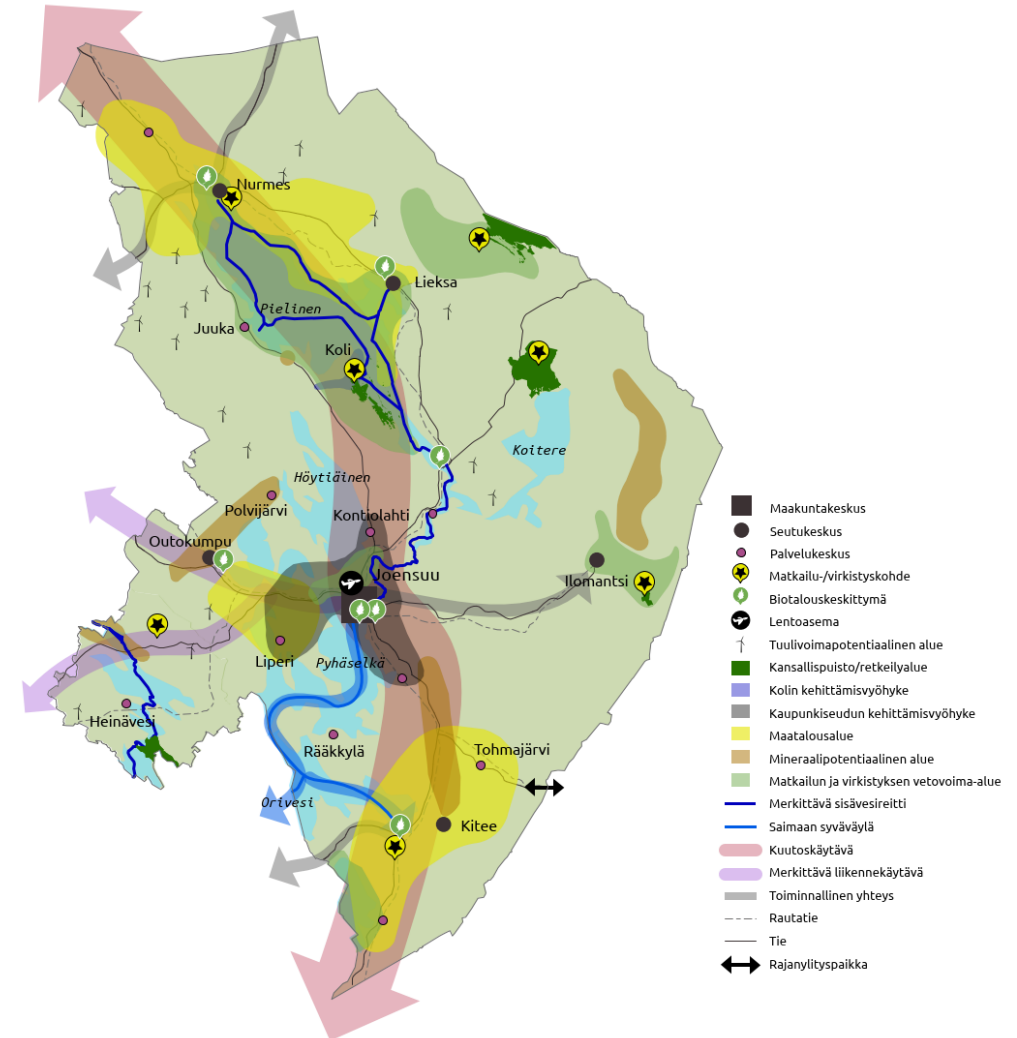 Nurmes
Lieksa
Pielinen
Juuka
Koli
Koitere
Höytiäinen
Polvijärvi
Kontiolahti
Outokumpu
Joensuu
Ilomantsi
Liperi
Pyhäselkä
Heinävesi
Rääkkylä
Tohmajärvi
Orivesi
Kitee
Maakuntakeskus
Seutukeskus
Palvelukeskus
Matkailu-/virkistyskohde
Biotalouskeskittymä
Lentoasema
Tuulivoimapotentiaalinen alue
Kansallispuisto/retkeilyalue
Kolin kehittämisvyöhyke
Kaupunkiseudun kehittämisvyöhyke
Maatalousalue
Mineraalipotentiaalinen alue
Matkailun ja virkistyksen vetovoima-alue
Merkittävä sisävesireitti
Saimaan syväväylä
Kuutoskäytävä
Merkittävä liikennekäytävä
Toiminnallinen yhteys
Rautatie
Tie
Rajanylityspaikka